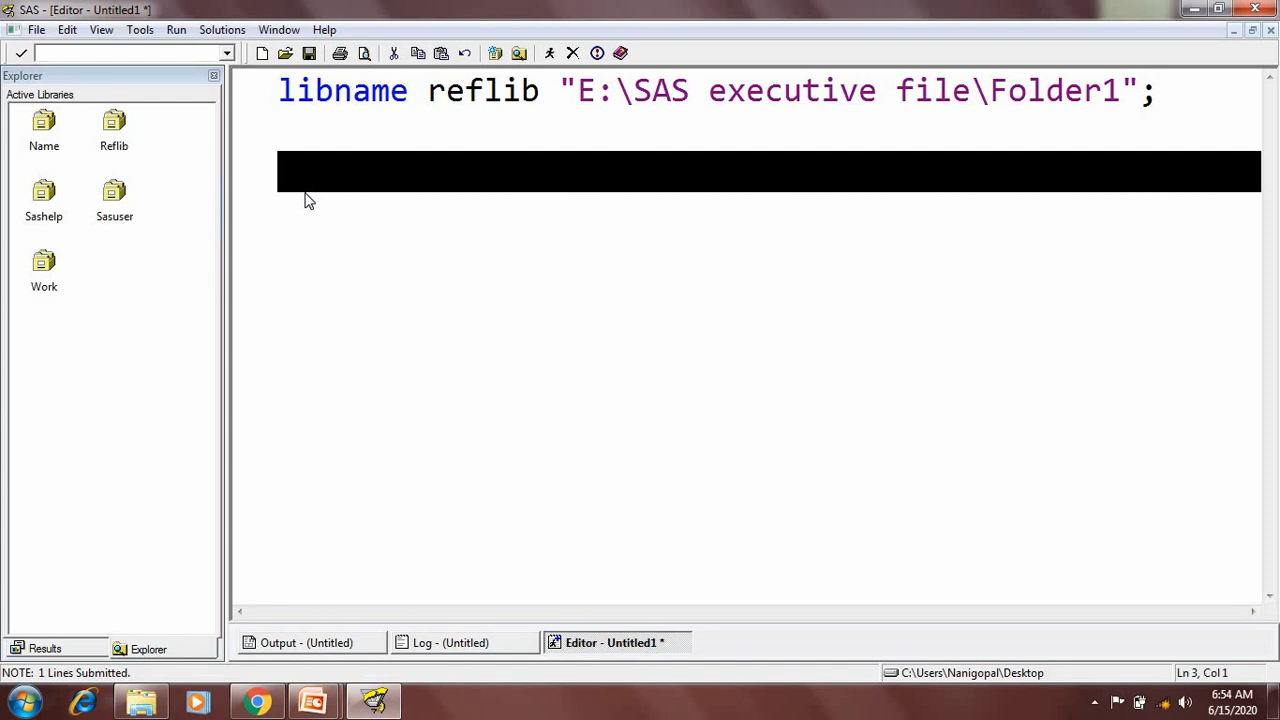 SAS - [Editor - Untitled1 *]
File Edit View Tools Run Solutions Window Help
Explorer
Active Libraries
Name Reflib
Sashelp Sasuser
Work
libname reflib "E:\SAS executive file\Folder1";
Results Explorer
Output - (Untitled) Log - (Untitled) Editor - Untitled1 *
NOTE: 1 Lines Submitted. C:\Users\Nanigopal\Desktop Ln 3, Col 1
6:54 AM
6/15/2020